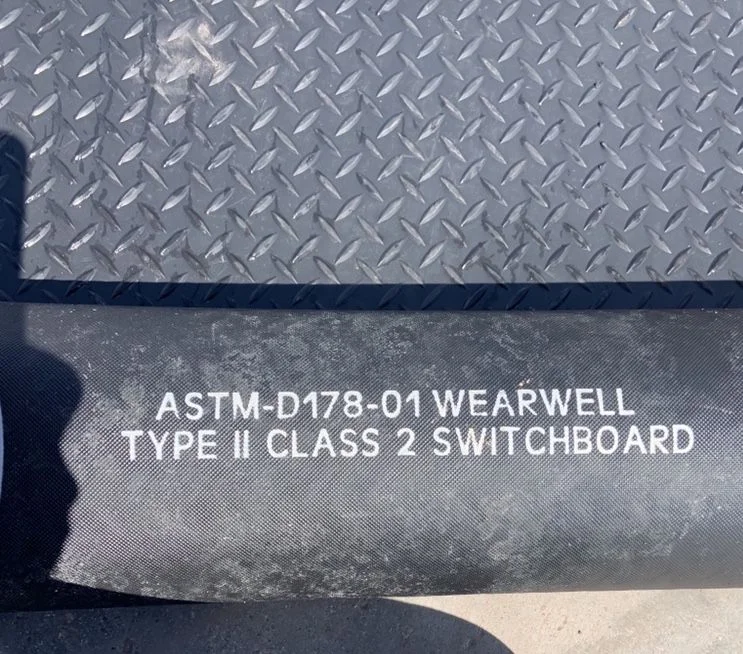 ASTM-D178-01 WEARWELL
TYPE II CLASS 2 SWITCHBOARD